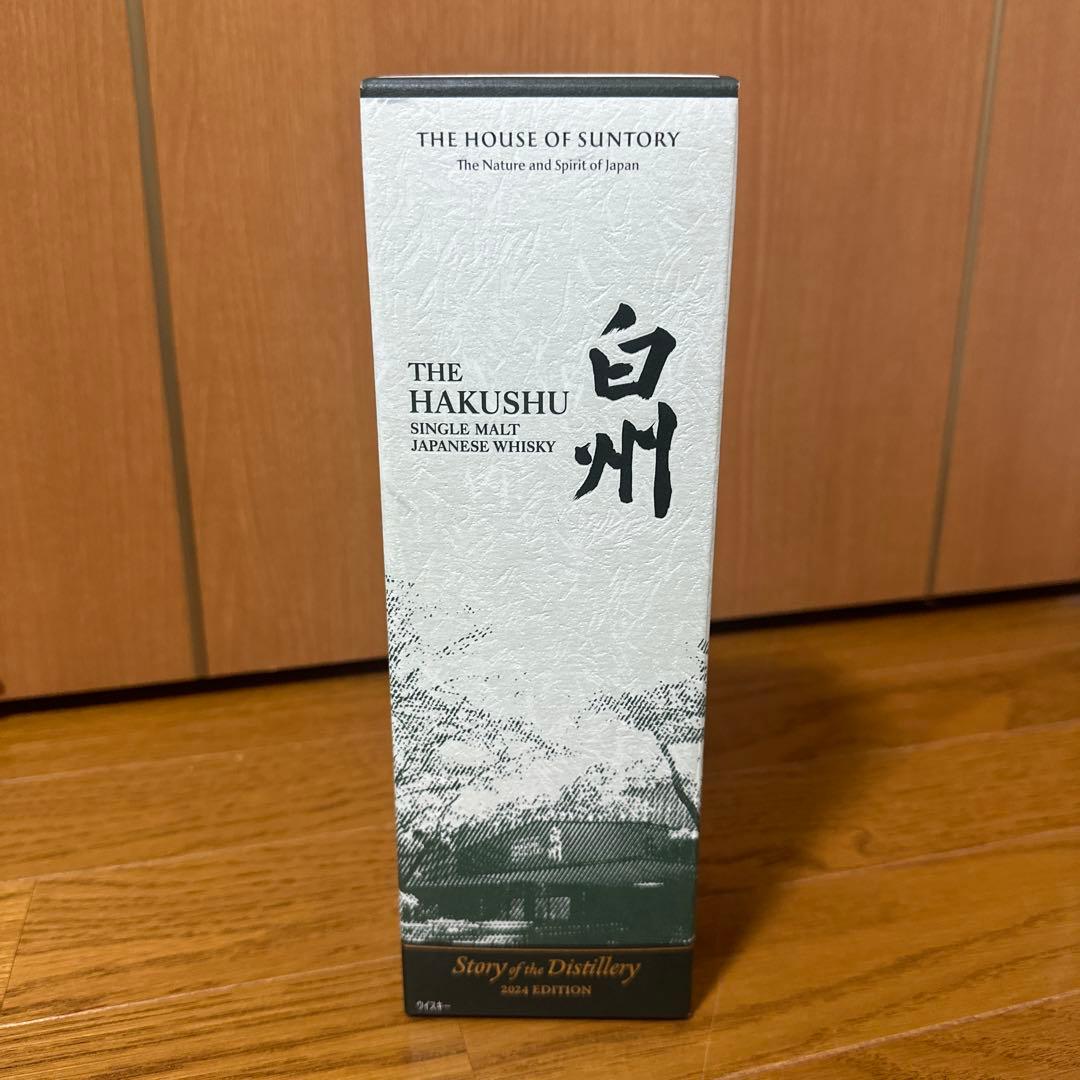 THE HOUSE OF SUNTORY
The Nature and Spirit of Japan
白州
THE
HAKUSHU
SINGLE MALT
JAPANESE WHISKY
Story of the Distillery
2024 EDITION
ウイスキー